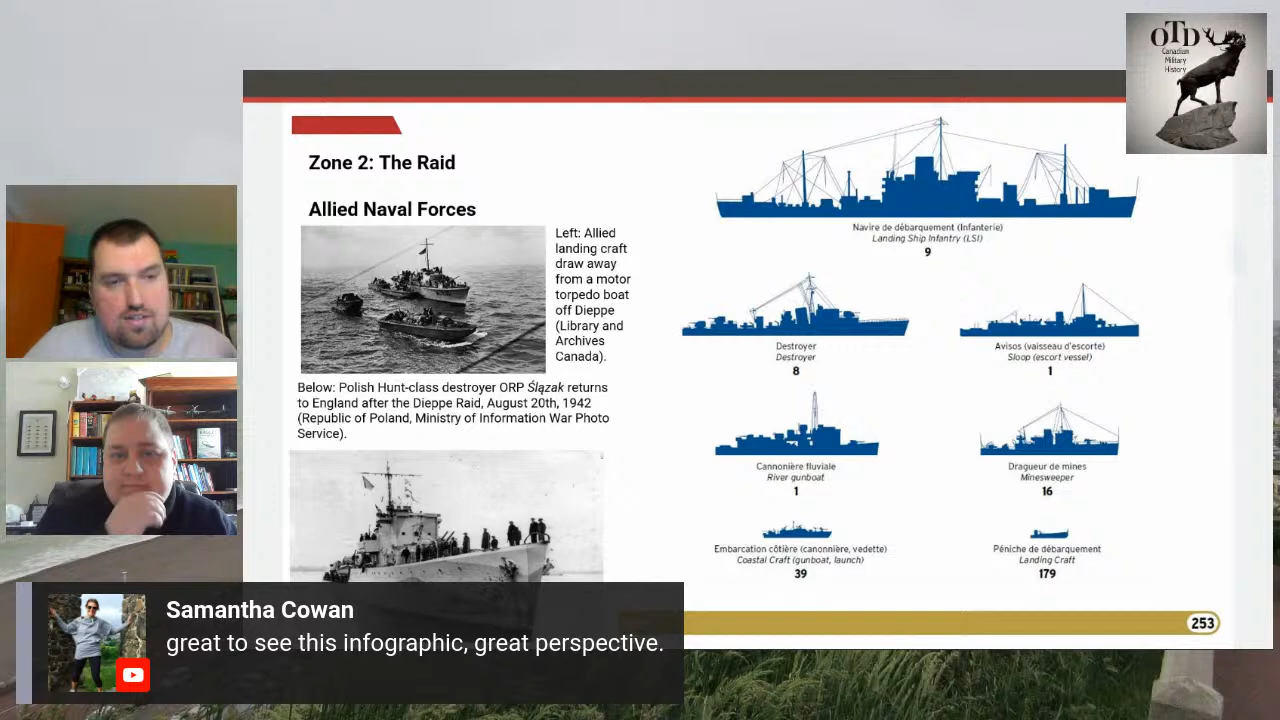 OTD
Canadian
Military
History
Zone 2: The Raid
Allied Naval Forces
Left: Allied
landing craft
draw away
from a motor
torpedo boat
off Dieppe
(Library and
Archives
Canada).
Below: Polish Hunt-class destroyer ORP Ślązak returns
to England after the Dieppe Raid, August 20th, 1942
(Republic of Poland, Ministry of Information War Photo
Service).
Navire de débarquement (Infanterie)
Landing Ship Infantry (LSI)
9
Destroyer
Destroyer
8
Avisos (vaisseau d'escorte)
Sloop (escort vessel)
1
Cannonière fluviale
River gunboat
1
Dragueur de mines
Minesweeper
16
Embarcation côtière (canonnière, vedette)
Coastal Craft (gunboat, launch)
39
Péniche de débarquement
Landing Craft
179
253
Samantha Cowan
great to see this infographic, great perspective.